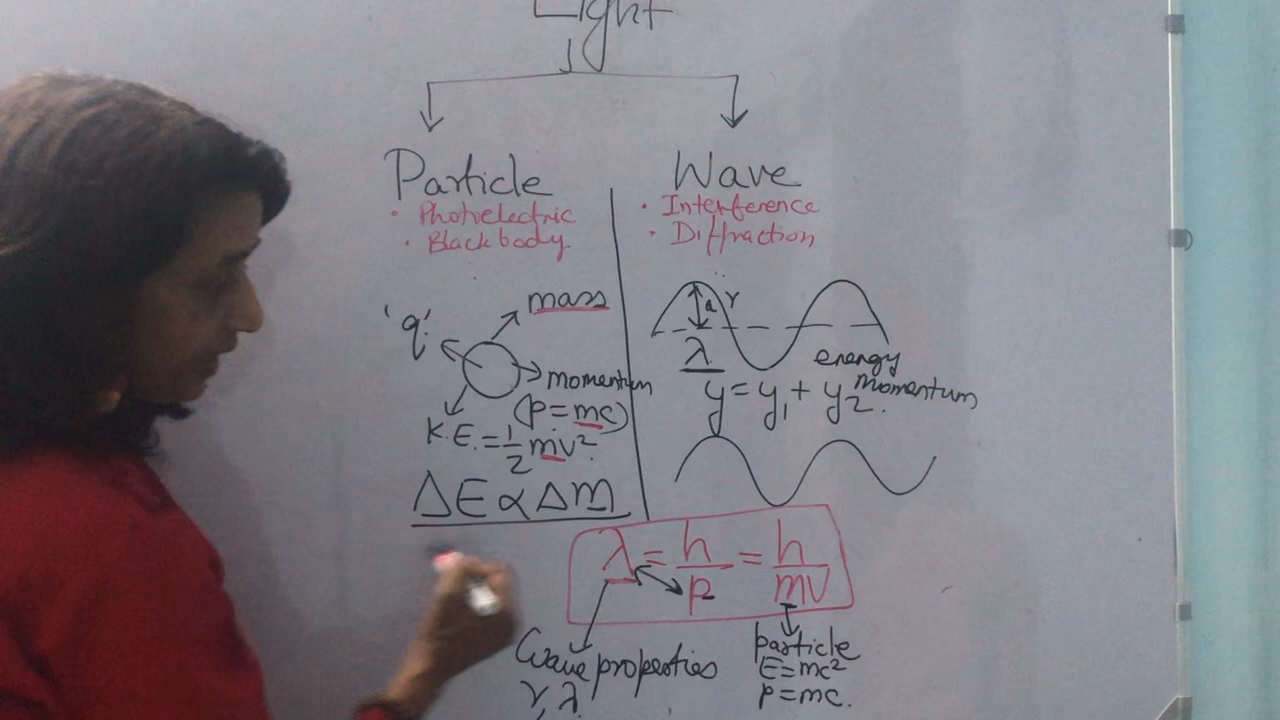 Light
Particle
• Photoelectric
• Blackbody
'q'
mass
momentum
(p=mc)
K.E. = 1/2 mv².
ΔE ∝ Δm
Wave
• Interference
• Diffraction
a
γ
λ
energy
momentum
y = y₁ + y₂.
λ = h/p = h/mv
Wave properties
γ, λ
particle
E=mc²
p=mc.